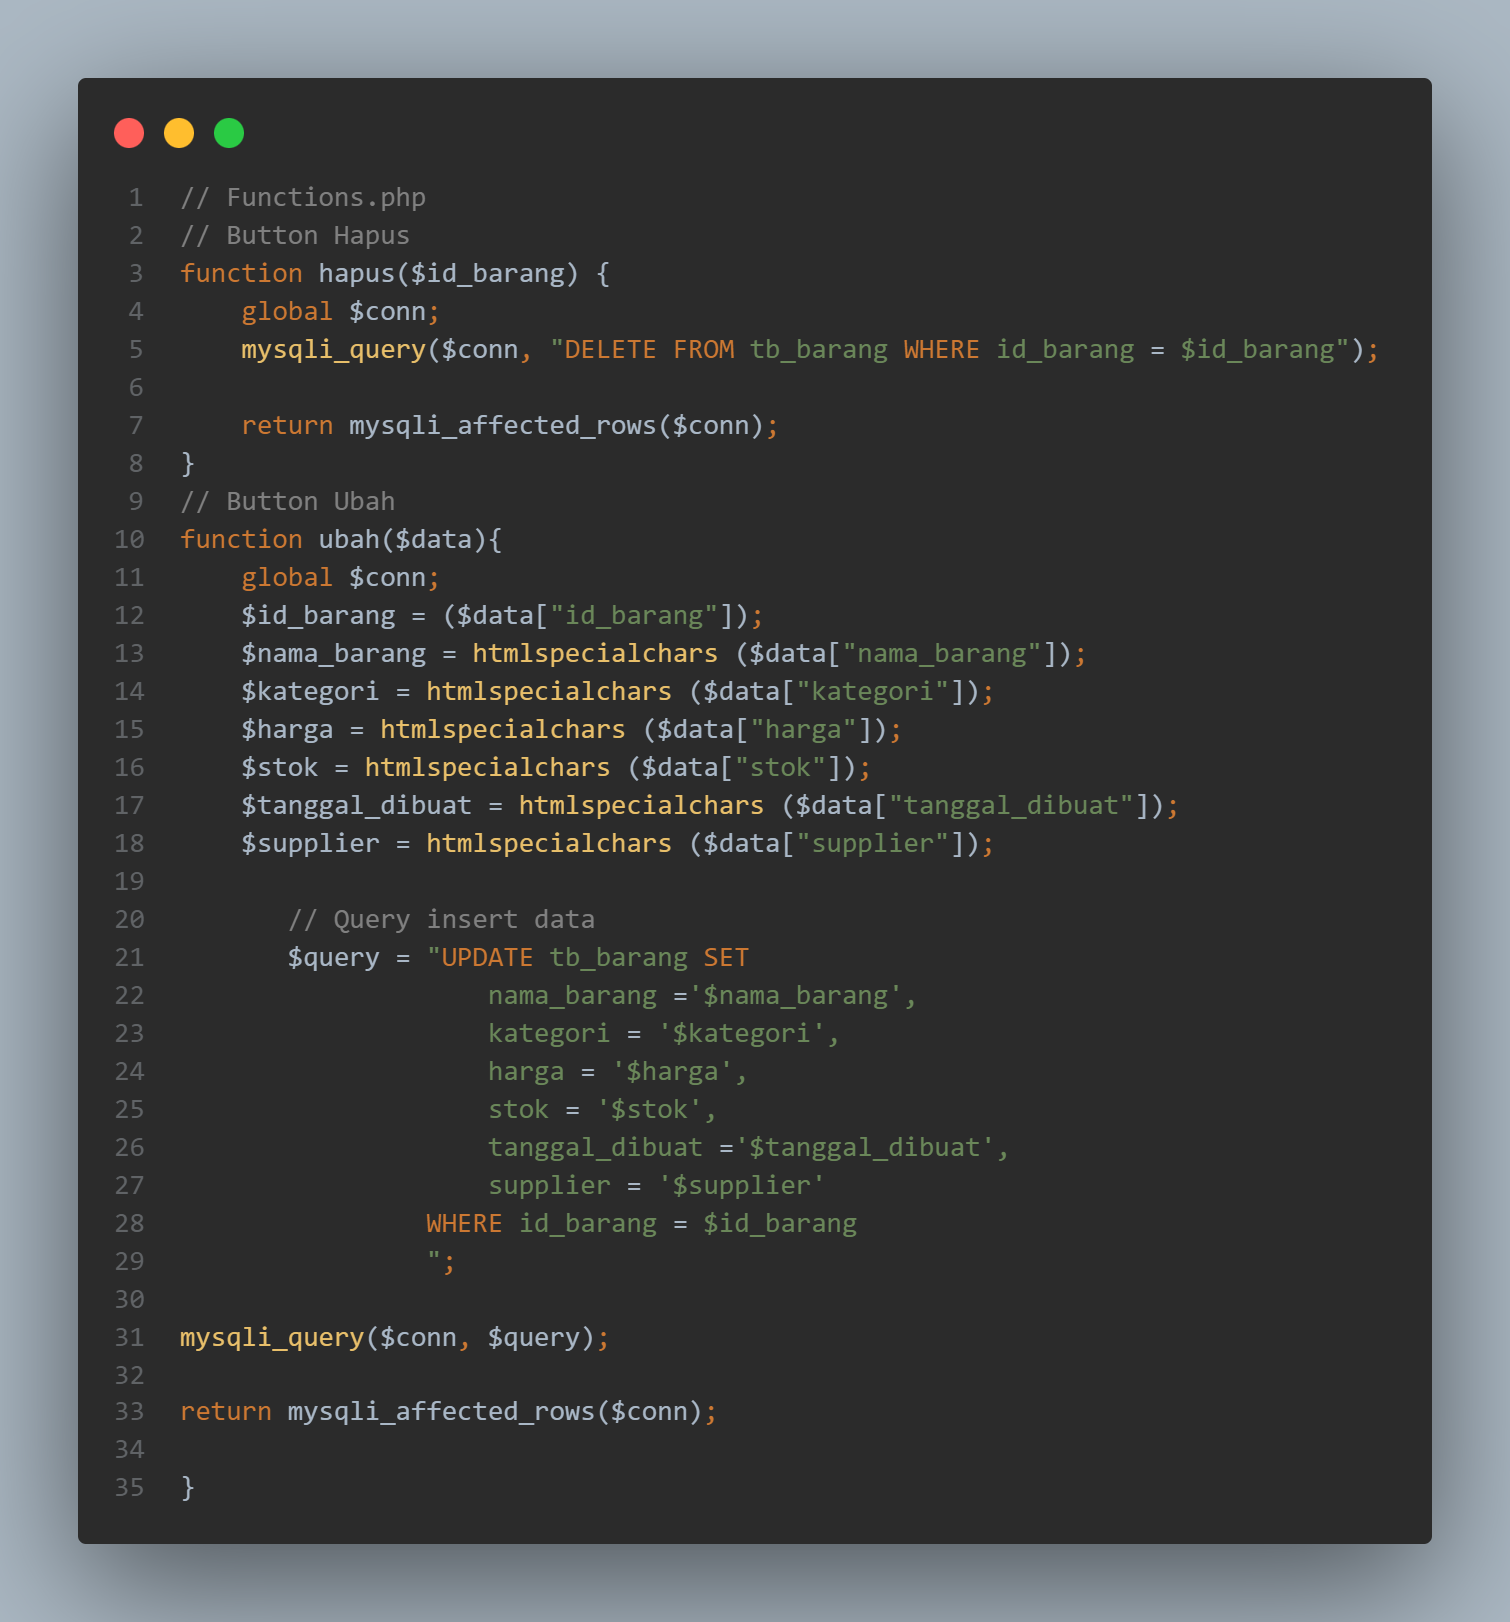 1 // Functions.php
2 // Button Hapus
3 function hapus($id_barang) {
4     global $conn;
5     mysqli_query($conn, "DELETE FROM tb_barang WHERE id_barang = $id_barang");
6
7     return mysqli_affected_rows($conn);
8 }
9 // Button Ubah
10 function ubah($data){
11     global $conn;
12     $id_barang = ($data["id_barang"]);
13     $nama_barang = htmlspecialchars ($data["nama_barang"]);
14     $kategori = htmlspecialchars ($data["kategori"]);
15     $harga = htmlspecialchars ($data["harga"]);
16     $stok = htmlspecialchars ($data["stok"]);
17     $tanggal_dibuat = htmlspecialchars ($data["tanggal_dibuat"]);
18     $supplier = htmlspecialchars ($data["supplier"]);
19
20        // Query insert data
21        $query = "UPDATE tb_barang SET
22                     nama_barang ='$nama_barang',
23                     kategori = '$kategori',
24                     harga = '$harga',
25                     stok = '$stok',
26                     tanggal_dibuat ='$tanggal_dibuat',
27                     supplier = '$supplier'
28                 WHERE id_barang = $id_barang
29                 ";
30
31 mysqli_query($conn, $query);
32
33 return mysqli_affected_rows($conn);
34
35 }